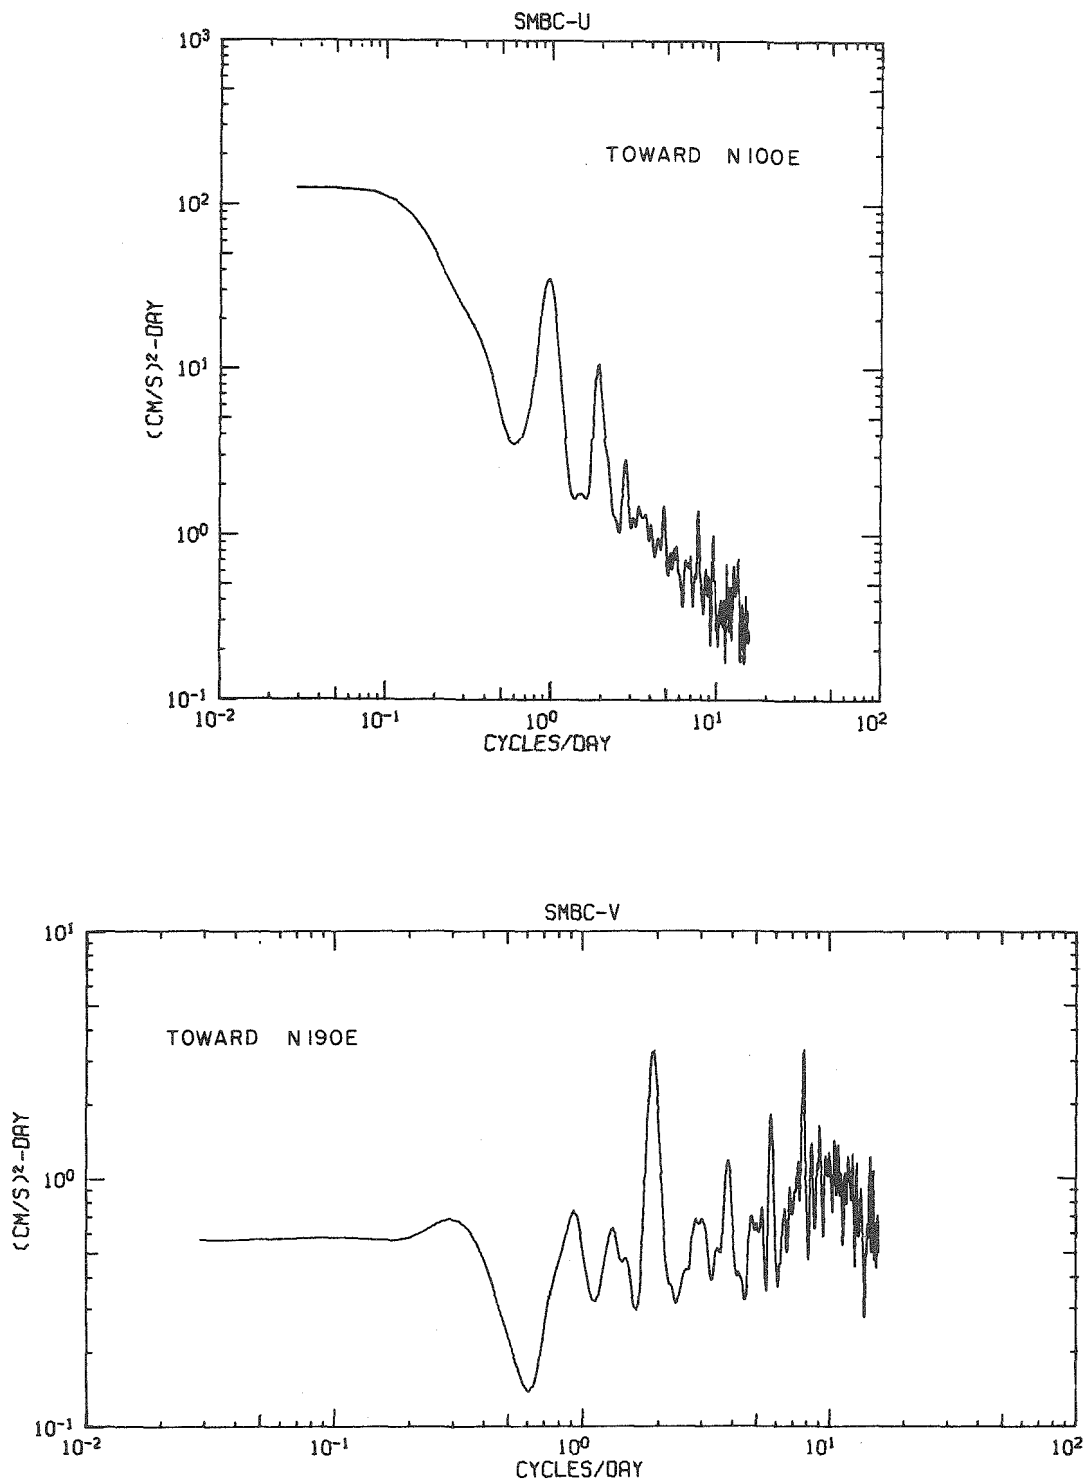 SMBC-U
10³
TOWARD N100E
10²
(CM/S)²-DAY
10¹
10⁰
10⁻¹
10⁻² 10⁻¹ 10⁰ 10¹ 10²
CYCLES/DAY
SMBC-V
10¹
TOWARD N190E
(CM/S)²-DAY
10⁰
10⁻¹
10⁻² 10⁻¹ 10⁰ 10¹ 10²
CYCLES/DAY